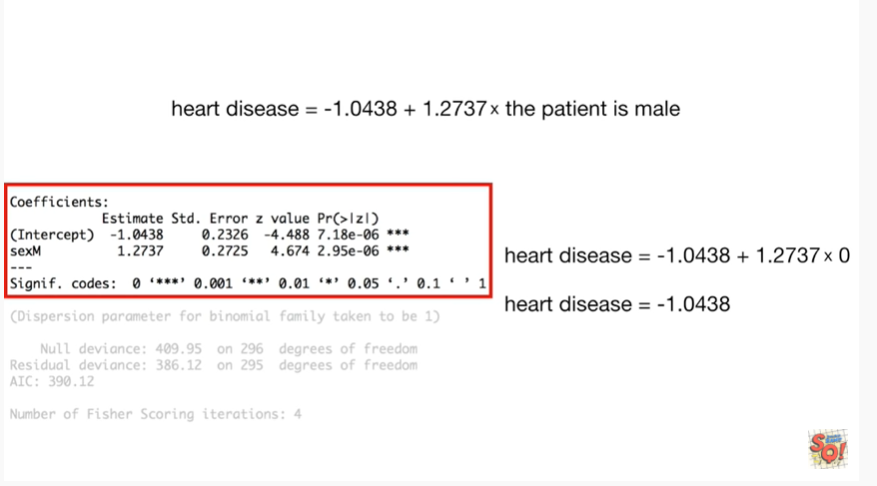 heart disease = -1.0438 + 1.2737 x the patient is male
Coefficients:
Estimate Std. Error z value Pr(>|z|)
(Intercept) -1.0438 0.2326 -4.488 7.18e-06 ***
sexM 1.2737 0.2725 4.674 2.95e-06 ***
---
Signif. codes: 0 ‘***’ 0.001 ‘**’ 0.01 ‘*’ 0.05 ‘.’ 0.1 ‘ ’ 1
(Dispersion parameter for binomial family taken to be 1)
Null deviance: 409.95 on 296 degrees of freedom
Residual deviance: 386.12 on 295 degrees of freedom
AIC: 390.12
Number of Fisher Scoring iterations: 4
heart disease = -1.0438 + 1.2737 x 0
heart disease = -1.0438
SQ!